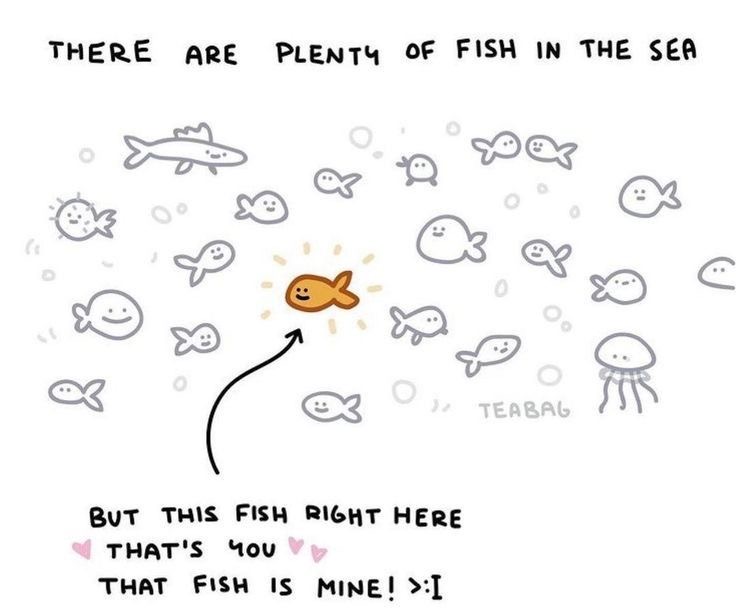 THERE ARE PLENTY OF FISH IN THE SEA
TEABAG
BUT THIS FISH RIGHT HERE
THAT'S YOU
THAT FISH IS MINE! >:I